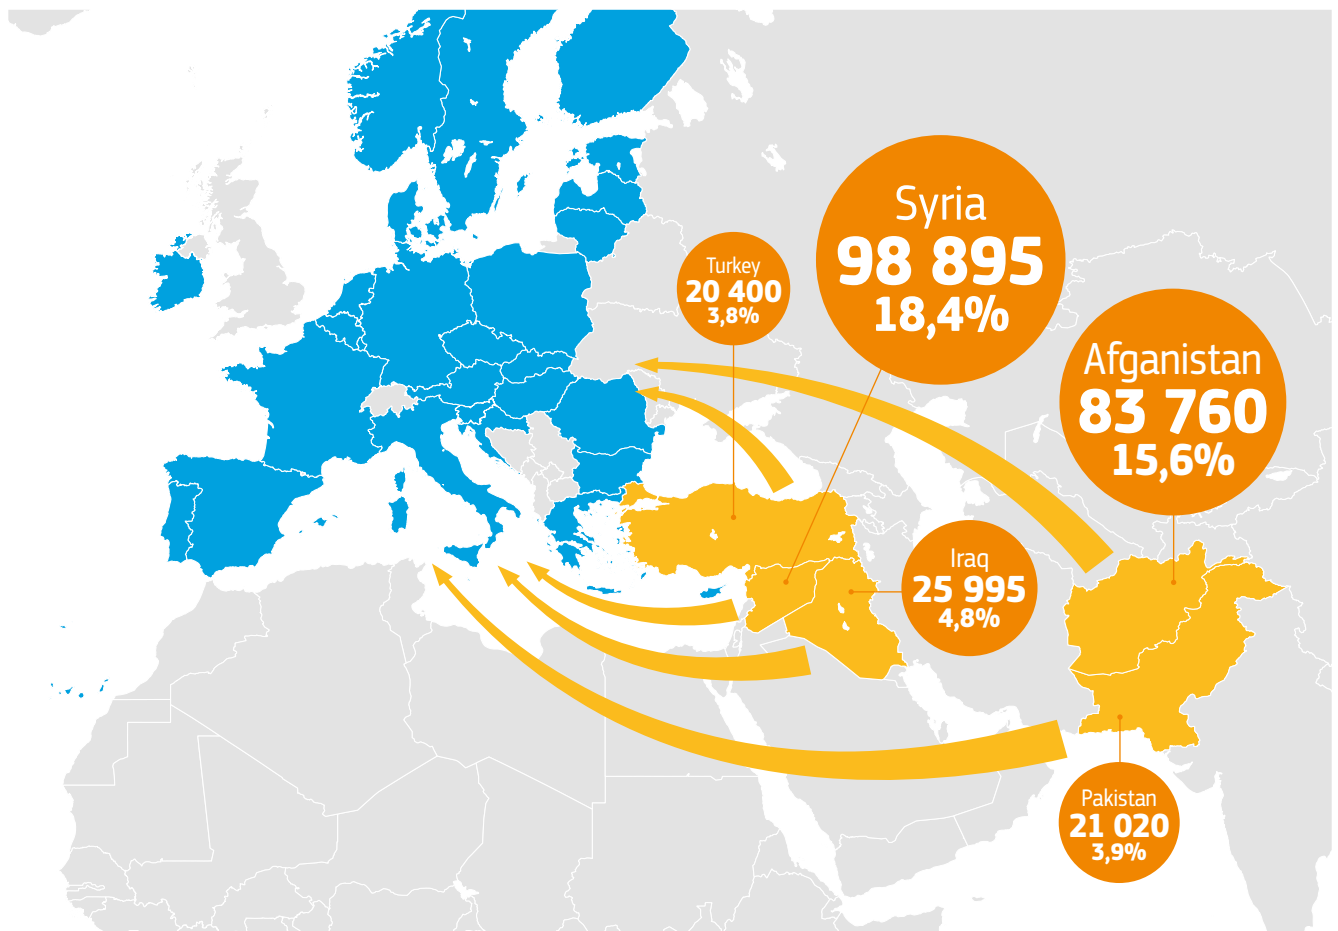 Syria
98 895
18,4%
Turkey
20 400
3,8%
Afganistan
83 760
15,6%
Iraq
25 995
4,8%
Pakistan
21 020
3,9%